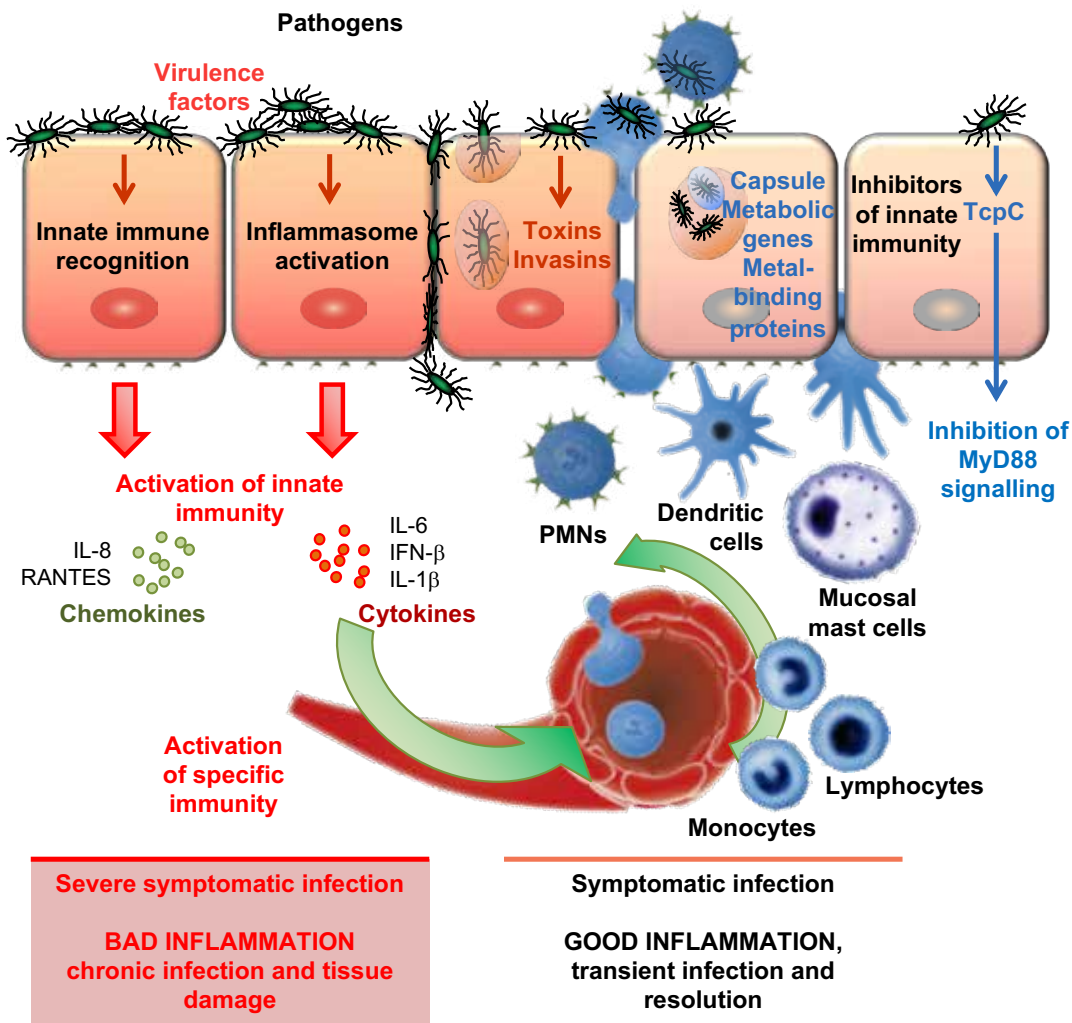 Pathogens
Virulence
factors
Innate immune
recognition
Inflammasome
activation
Toxins
Invasins
Capsule
Metabolic
genes
Metal-
binding
proteins
Inhibitors
of innate
immunity
TcpC
Inhibition of
MyD88
signalling
Activation of innate
immunity
IL-8
RANTES
Chemokines
IL-6
IFN-β
IL-1β
Cytokines
PMNs
Dendritic
cells
Mucosal
mast cells
Activation
of specific
immunity
Lymphocytes
Monocytes
Severe symptomatic infection
BAD INFLAMMATION
chronic infection and tissue
damage
Symptomatic infection
GOOD INFLAMMATION,
transient infection and
resolution